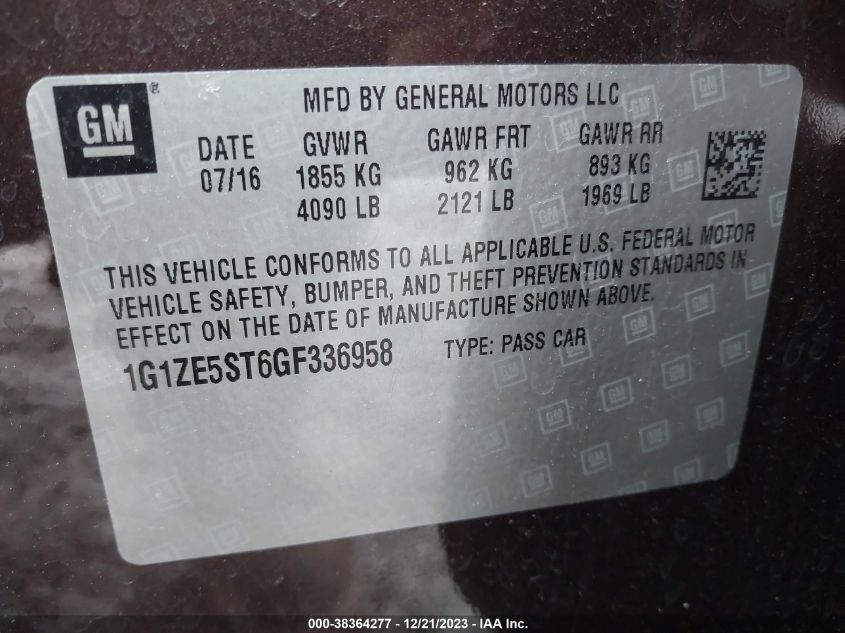 GM®
MFD BY GENERAL MOTORS LLC
DATE GVWR GAWR FRT GAWR RR
07/16 1855 KG 962 KG 893 KG
4090 LB 2121 LB 1969 LB
THIS VEHICLE CONFORMS TO ALL APPLICABLE U.S. FEDERAL MOTOR
VEHICLE SAFETY, BUMPER, AND THEFT PREVENTION STANDARDS IN
EFFECT ON THE DATE OF MANUFACTURE SHOWN ABOVE.
1G1ZE5ST6GF336958 TYPE: PASS CAR
000-38364277 - 12/21/2023 - IAA Inc.